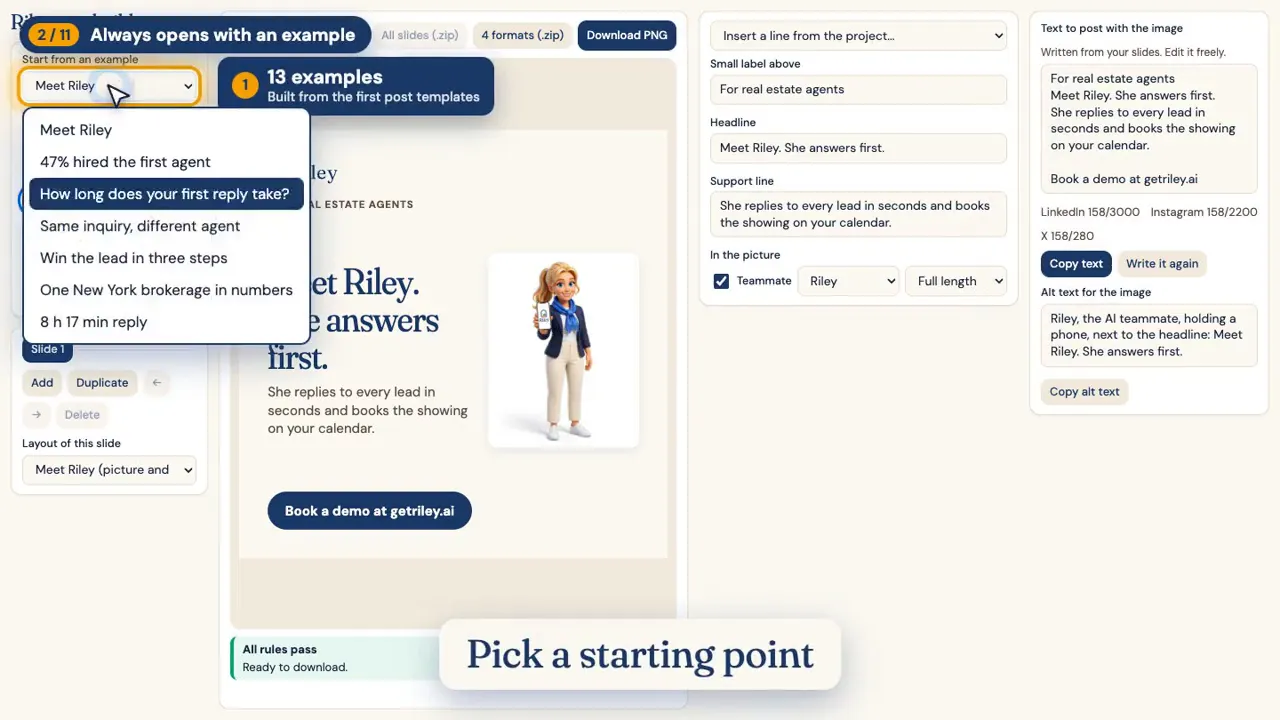 2 / 11 Always opens with an example
Start from an example
Meet Riley
1 13 examples
Built from the first post templates
Meet Riley
47% hired the first agent
How long does your first reply take?
Same inquiry, different agent
Win the lead in three steps
One New York brokerage in numbers
8 h 17 min reply
Slide 1
Add Duplicate ←
→ Delete
Layout of this slide
Meet Riley (picture and
All slides (.zip) 4 formats (.zip) Download PNG
ley
AL ESTATE AGENTS
et Riley.
e answers
first.
She replies to every lead in
seconds and books the showing
on your calendar.
Book a demo at getriley.ai
All rules pass
Ready to download.
Pick a starting point
Insert a line from the project...
Small label above
For real estate agents
Headline
Meet Riley. She answers first.
Support line
She replies to every lead in seconds and books
the showing on your calendar.
In the picture
Teammate Riley Full length
Text to post with the image
Written from your slides. Edit it freely.
For real estate agents
Meet Riley. She answers first.
She replies to every lead in
seconds and books the showing
on your calendar.
Book a demo at getriley.ai
LinkedIn 158/3000 Instagram 158/2200
X 158/280
Copy text Write it again
Alt text for the image
Riley, the AI teammate, holding a
phone, next to the headline: Meet
Riley. She answers first.
Copy alt text